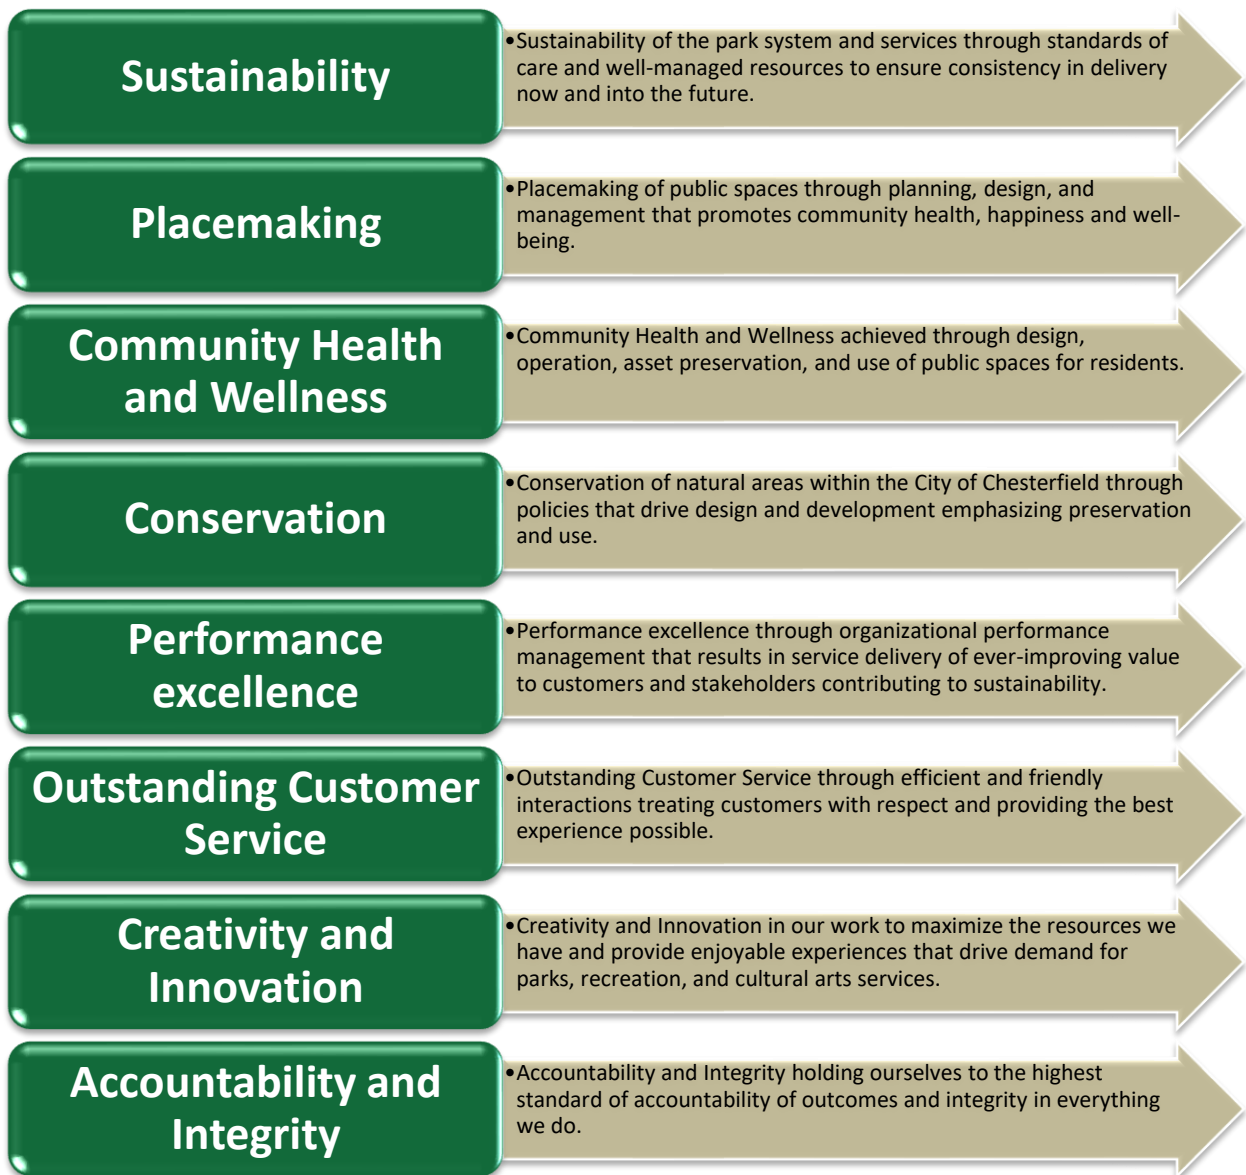 Sustainability
•Sustainability of the park system and services through standards of
care and well-managed resources to ensure consistency in delivery
now and into the future.
Placemaking
•Placemaking of public spaces through planning, design, and
management that promotes community health, happiness and well-
being.
Community Health
and Wellness
•Community Health and Wellness achieved through design,
operation, asset preservation, and use of public spaces for residents.
Conservation
•Conservation of natural areas within the City of Chesterfield through
policies that drive design and development emphasizing preservation
and use.
Performance
excellence
•Performance excellence through organizational performance
management that results in service delivery of ever-improving value
to customers and stakeholders contributing to sustainability.
Outstanding Customer
Service
•Outstanding Customer Service through efficient and friendly
interactions treating customers with respect and providing the best
experience possible.
Creativity and
Innovation
•Creativity and Innovation in our work to maximize the resources we
have and provide enjoyable experiences that drive demand for
parks, recreation, and cultural arts services.
Accountability and
Integrity
•Accountability and Integrity holding ourselves to the highest
standard of accountability of outcomes and integrity in everything
we do.